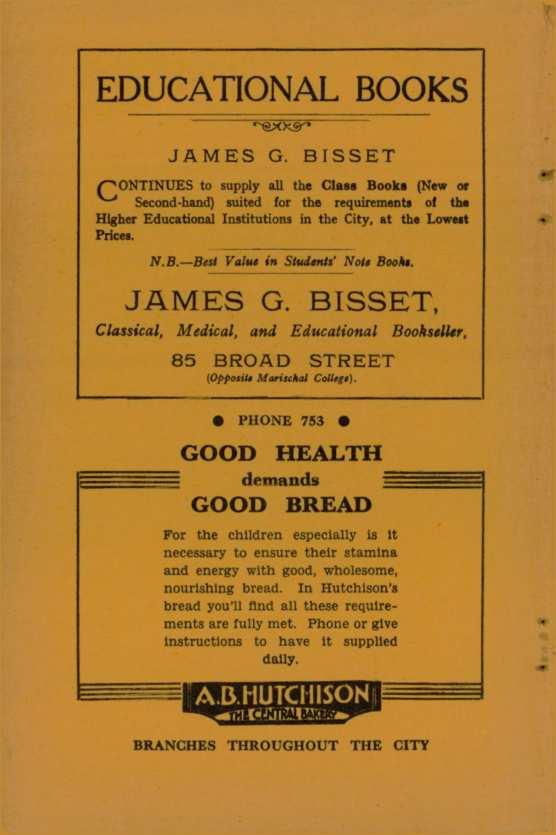 EDUCATIONAL BOOKS
JAMES G. BISSET
CONTINUES to supply all the Class Books (New or
Second-hand) suited for the requirements of the
Higher Educational Institutions in the City, at the Lowest
Prices.
N.B.—Best Value in Students' Note Books.
JAMES G. BISSET,
Classical, Medical, and Educational Bookseller,
85 BROAD STREET
(Opposite Marischal College).
● PHONE 753 ●
GOOD HEALTH
demands
GOOD BREAD
For the children especially is it
necessary to ensure their stamina
and energy with good, wholesome,
nourishing bread. In Hutchison's
bread you'll find all these require-
ments are fully met. Phone or give
instructions to have it supplied
daily.
A.B. HUTCHISON
THE CENTRAL BAKERY
BRANCHES THROUGHOUT THE CITY